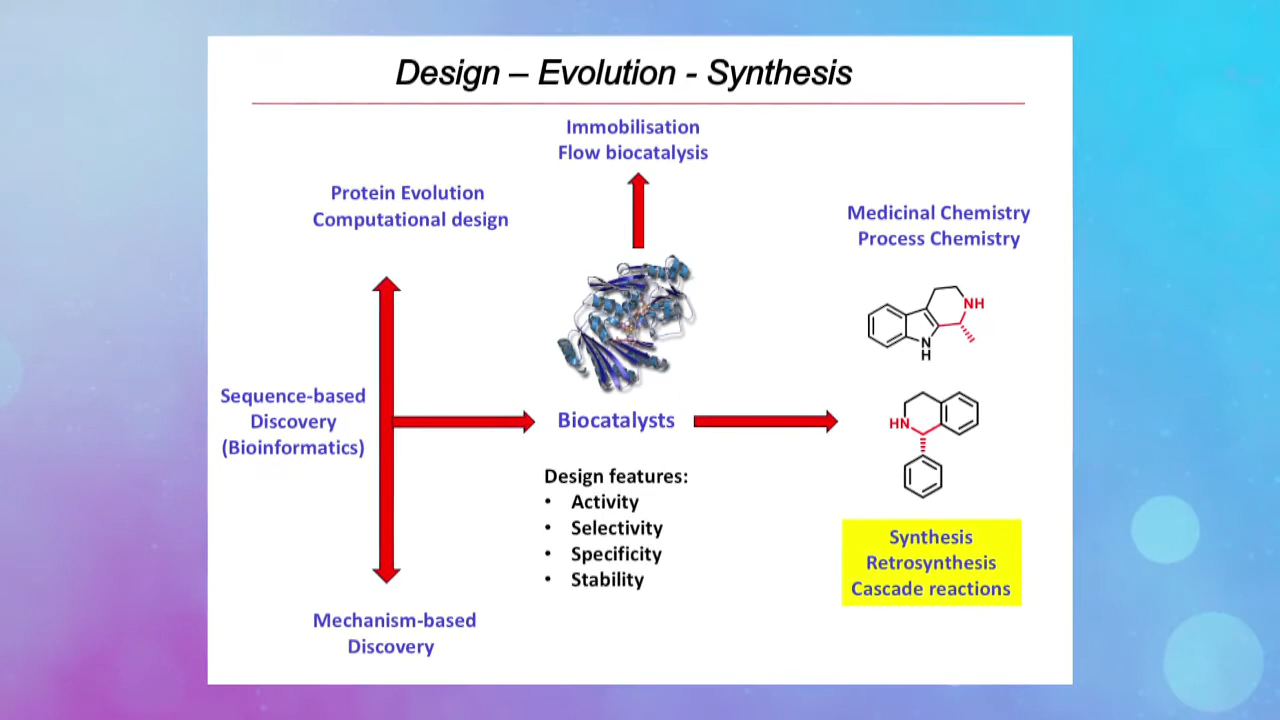 Design – Evolution - Synthesis
Immobilisation
Flow biocatalysis
Protein Evolution
Computational design
Medicinal Chemistry
Process Chemistry
NH
N
H
Sequence-based
Discovery
(Bioinformatics)
Biocatalysts
HN
Design features:
• Activity
• Selectivity
• Specificity
• Stability
Synthesis
Retrosynthesis
Cascade reactions
Mechanism-based
Discovery